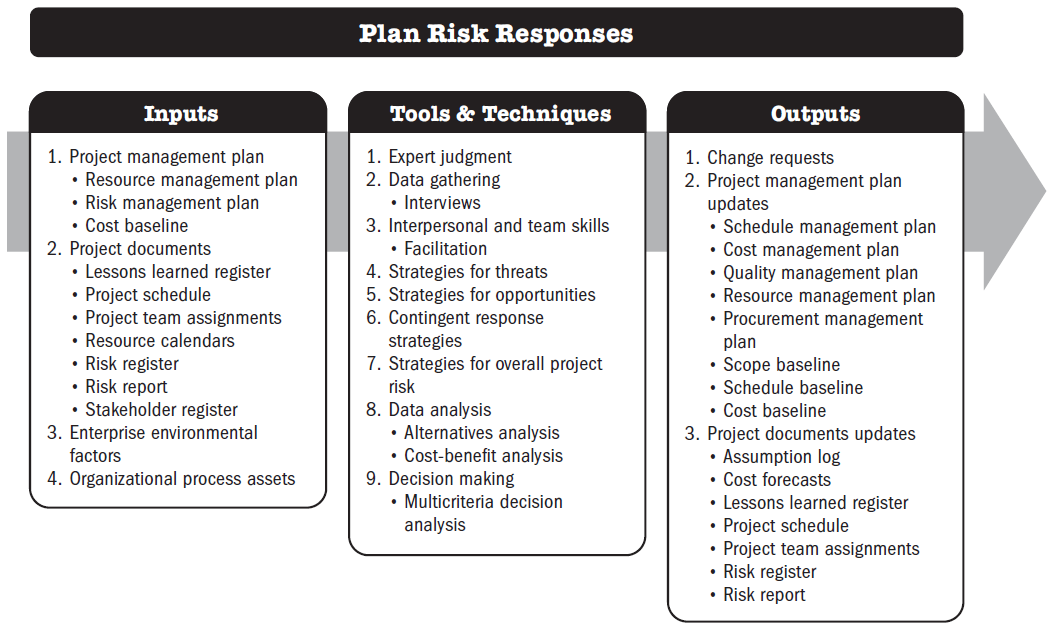 Plan Risk Responses
Inputs
1. Project management plan
• Resource management plan
• Risk management plan
• Cost baseline
2. Project documents
• Lessons learned register
• Project schedule
• Project team assignments
• Resource calendars
• Risk register
• Risk report
• Stakeholder register
3. Enterprise environmental
factors
4. Organizational process assets
Tools & Techniques
1. Expert judgment
2. Data gathering
• Interviews
3. Interpersonal and team skills
• Facilitation
4. Strategies for threats
5. Strategies for opportunities
6. Contingent response
strategies
7. Strategies for overall project
risk
8. Data analysis
• Alternatives analysis
• Cost-benefit analysis
9. Decision making
• Multicriteria decision
analysis
Outputs
1. Change requests
2. Project management plan
updates
• Schedule management plan
• Cost management plan
• Quality management plan
• Resource management plan
• Procurement management
plan
• Scope baseline
• Schedule baseline
• Cost baseline
3. Project documents updates
• Assumption log
• Cost forecasts
• Lessons learned register
• Project schedule
• Project team assignments
• Risk register
• Risk report